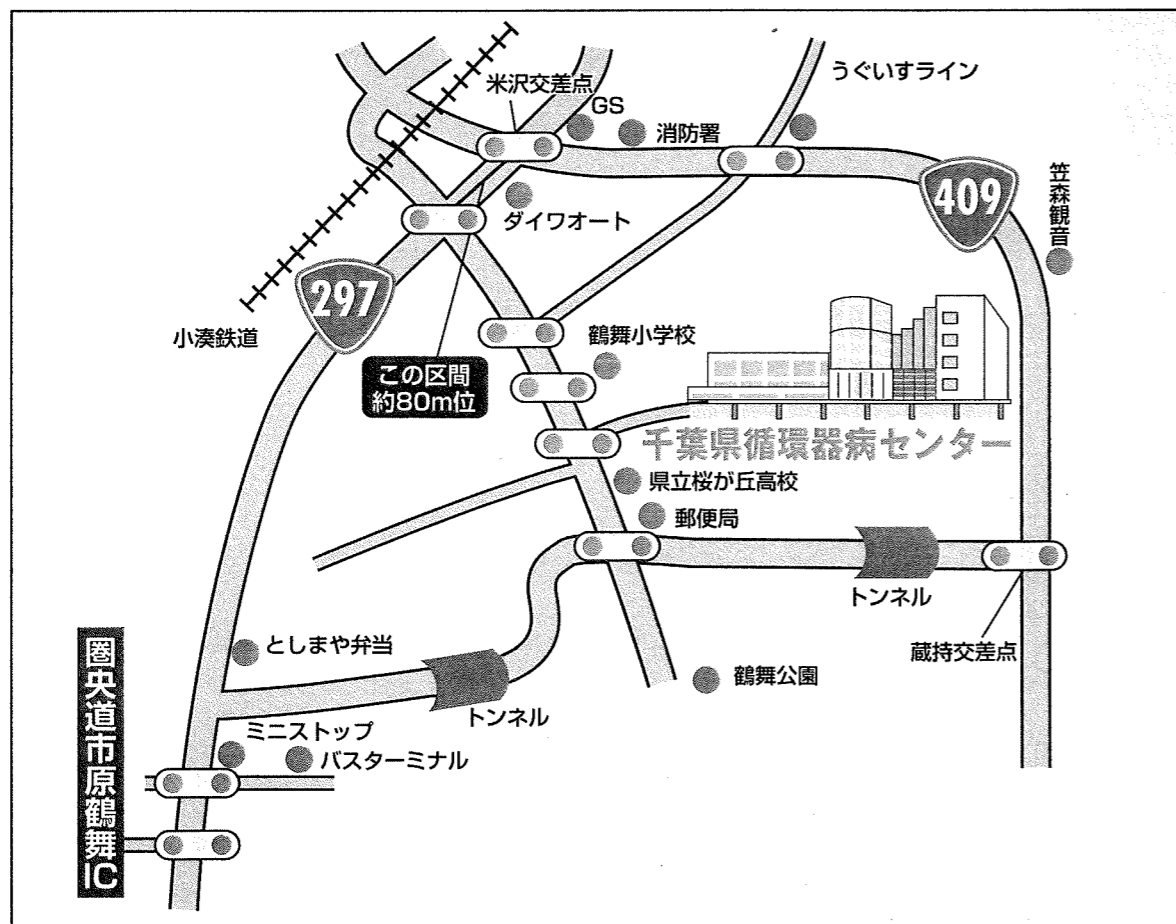 米沢交差点
GS
消防署
うぐいすライン
409
笠森観音
ダイワオート
297
小湊鉄道
この区間
約80m位
鶴舞小学校
千葉県循環器病センター
県立桜が丘高校
郵便局
トンネル
蔵持交差点
としまや弁当
鶴舞公園
トンネル
ミニストップ
バスターミナル
圏央道市原鶴舞IC